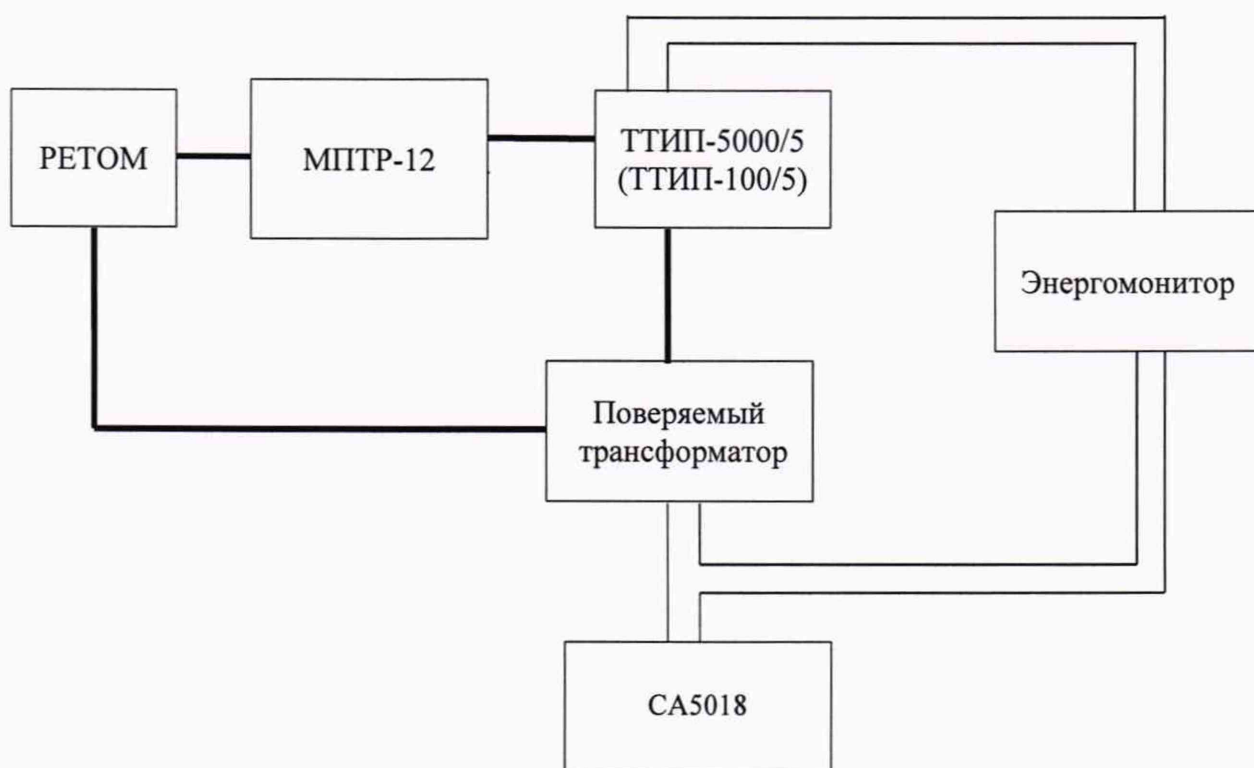 РЕТОМ
МПТР-12
ТТИП-5000/5
(ТТИП-100/5)
Энергомонитор
Поверяемый
трансформатор
СА5018